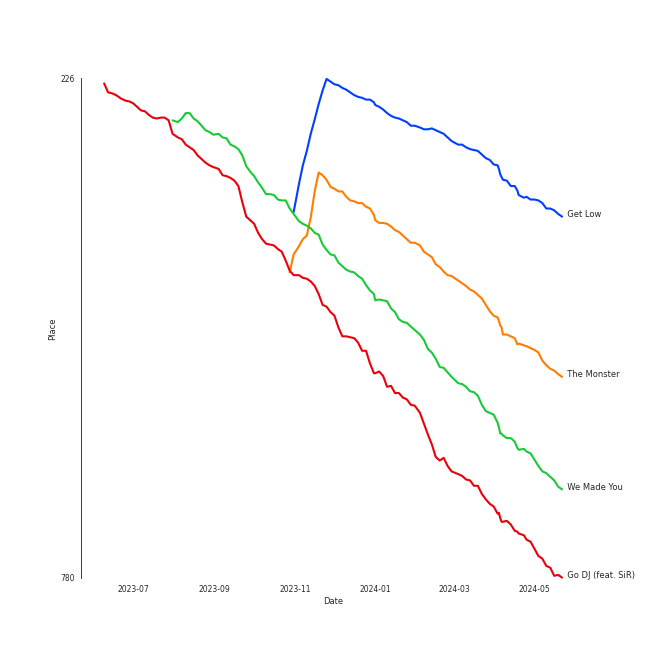 226
Get Low
Place
The Monster
We Made You
780
Go DJ (feat. SiR)
2023-07 2023-09 2023-11 2024-01 2024-03 2024-05
Date